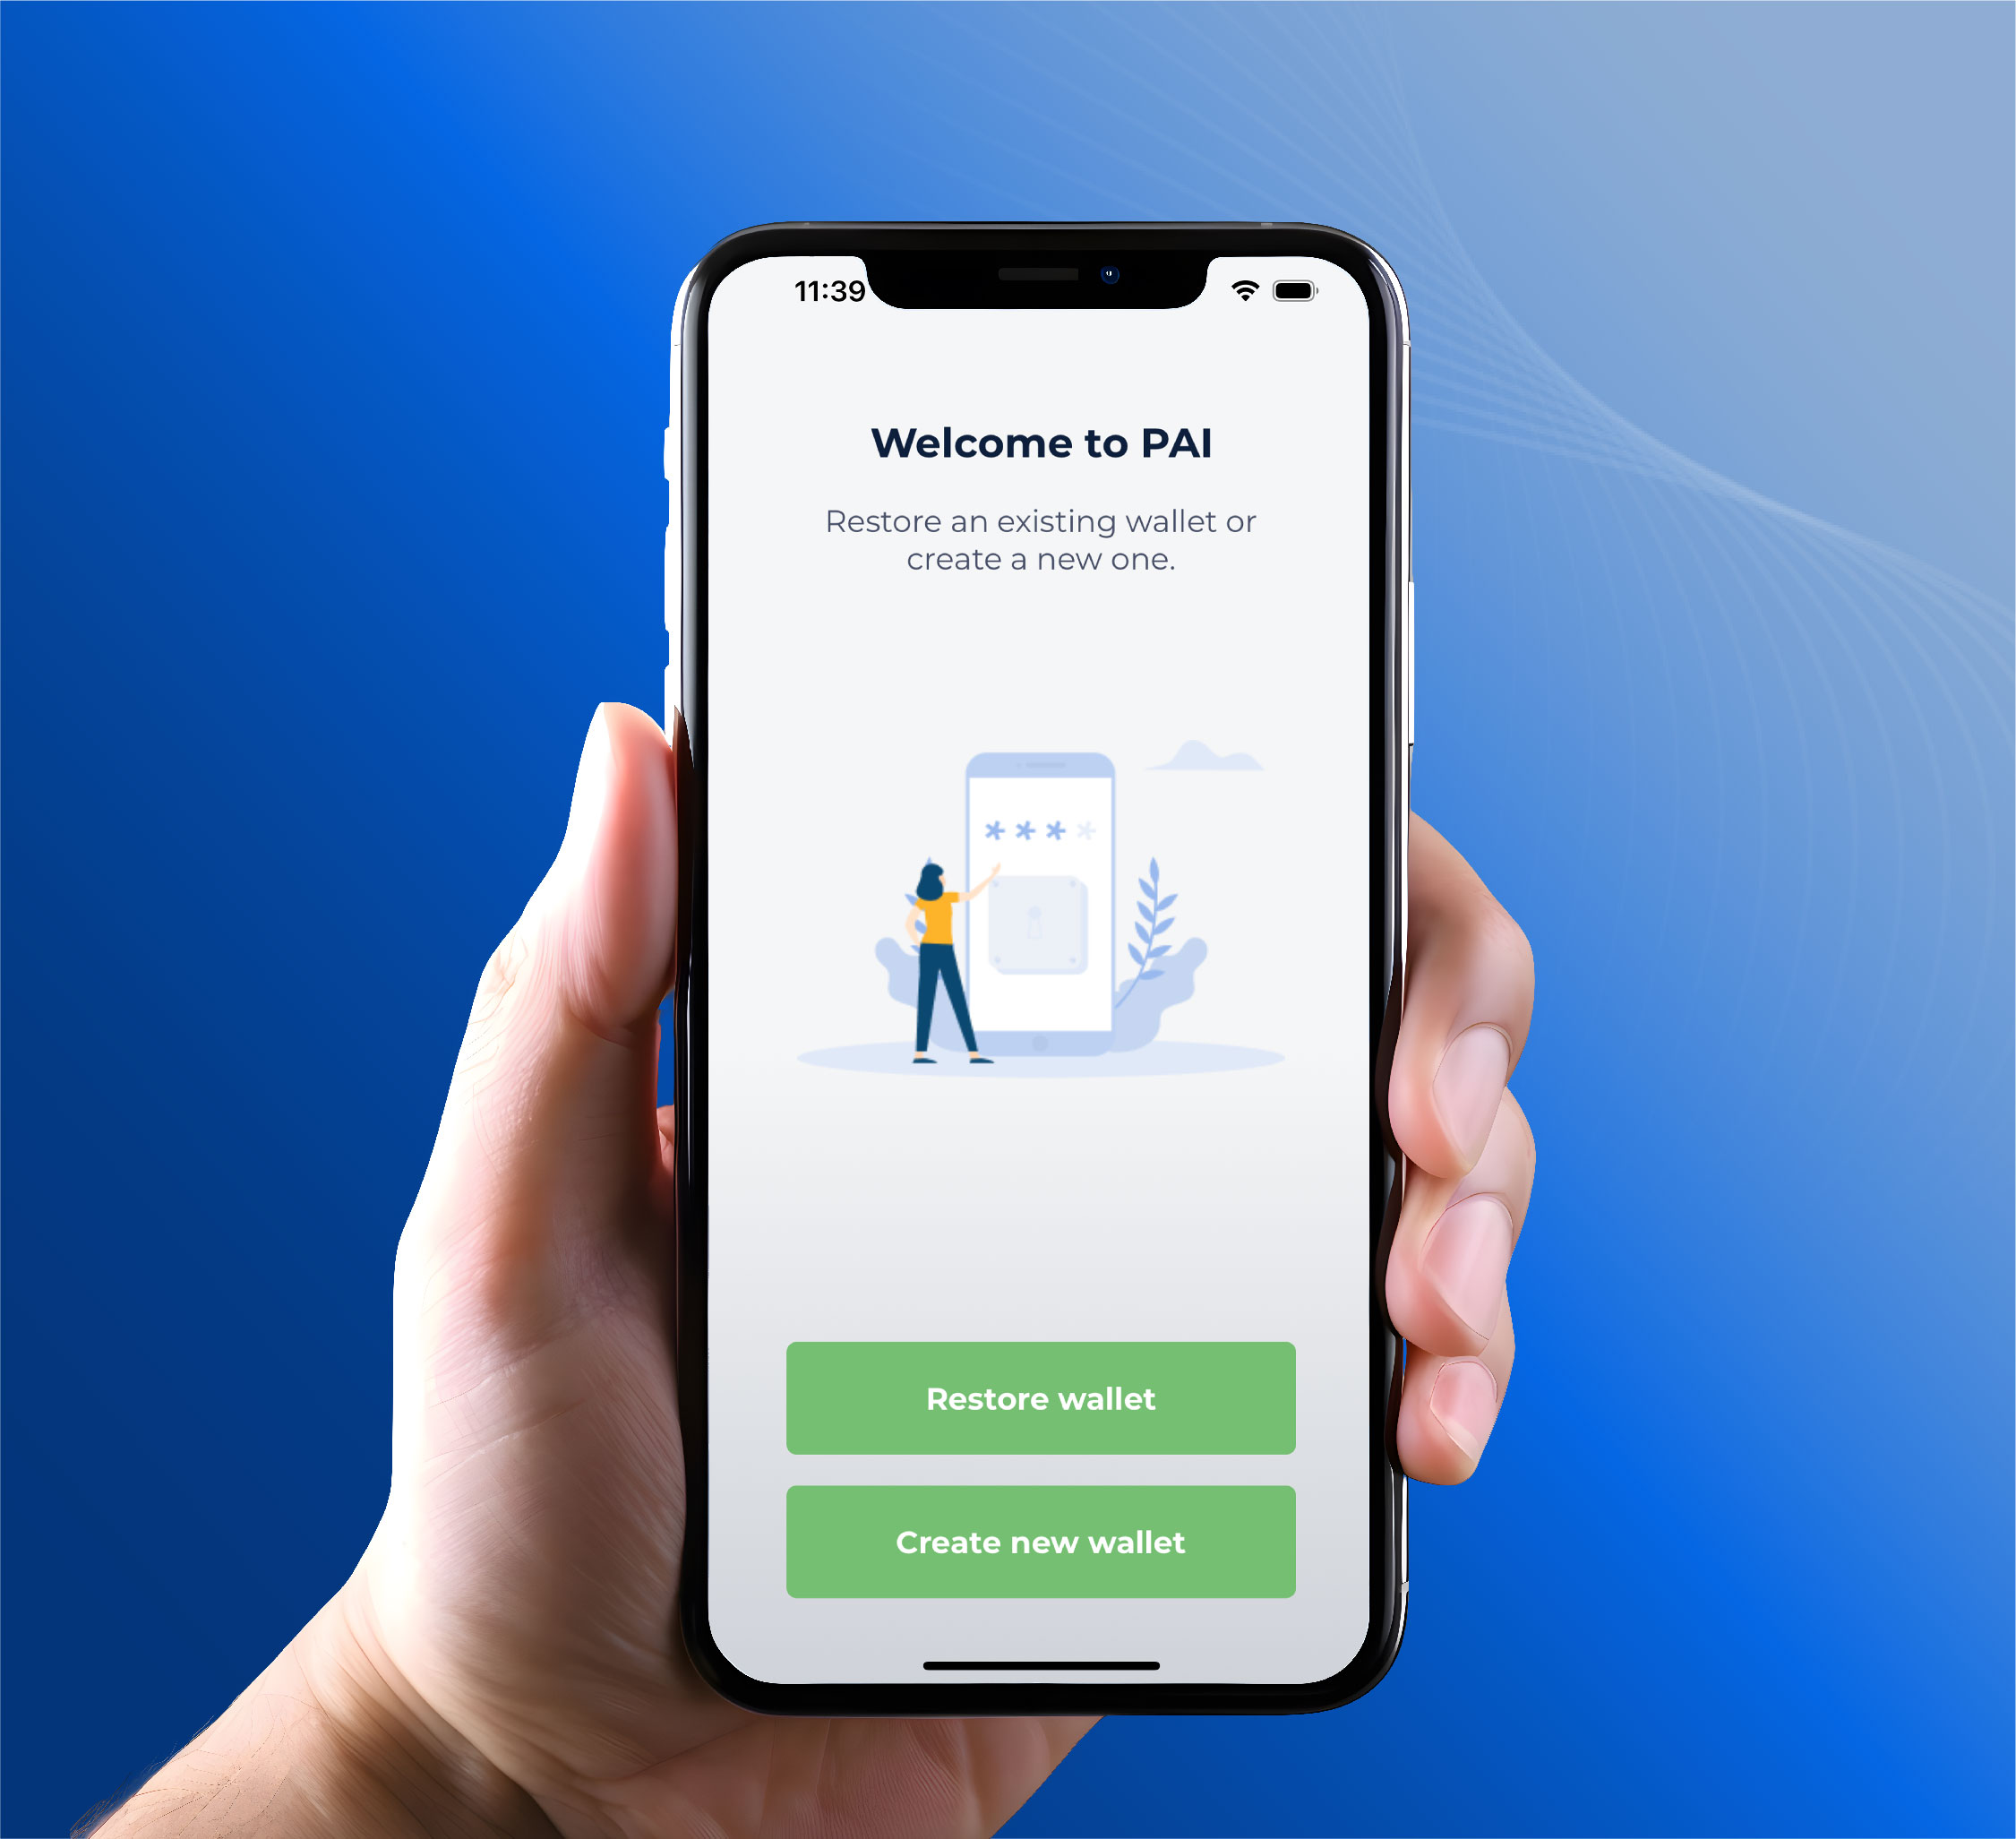 11:39
Welcome to PAI
Restore an existing wallet or
create a new one.
* * * *
Restore wallet
Create new wallet